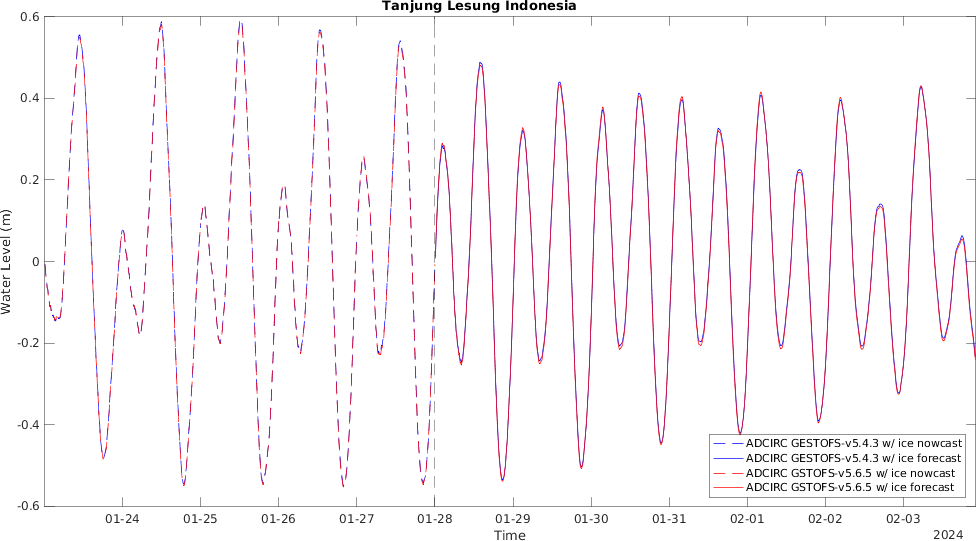 Tanjung Lesung Indonesia
0.6
0.4
0.2
0
-0.2
-0.4
-0.6
Water Level (m)
ADCIRC GESTOFS-v5.4.3 w/ ice nowcast
ADCIRC GESTOFS-v5.4.3 w/ ice forecast
ADCIRC GSTOFS-v5.6.5 w/ ice nowcast
ADCIRC GSTOFS-v5.6.5 w/ ice forecast
01-24 01-25 01-26 01-27 01-28 01-29 01-30 01-31 02-01 02-02 02-03
Time
2024